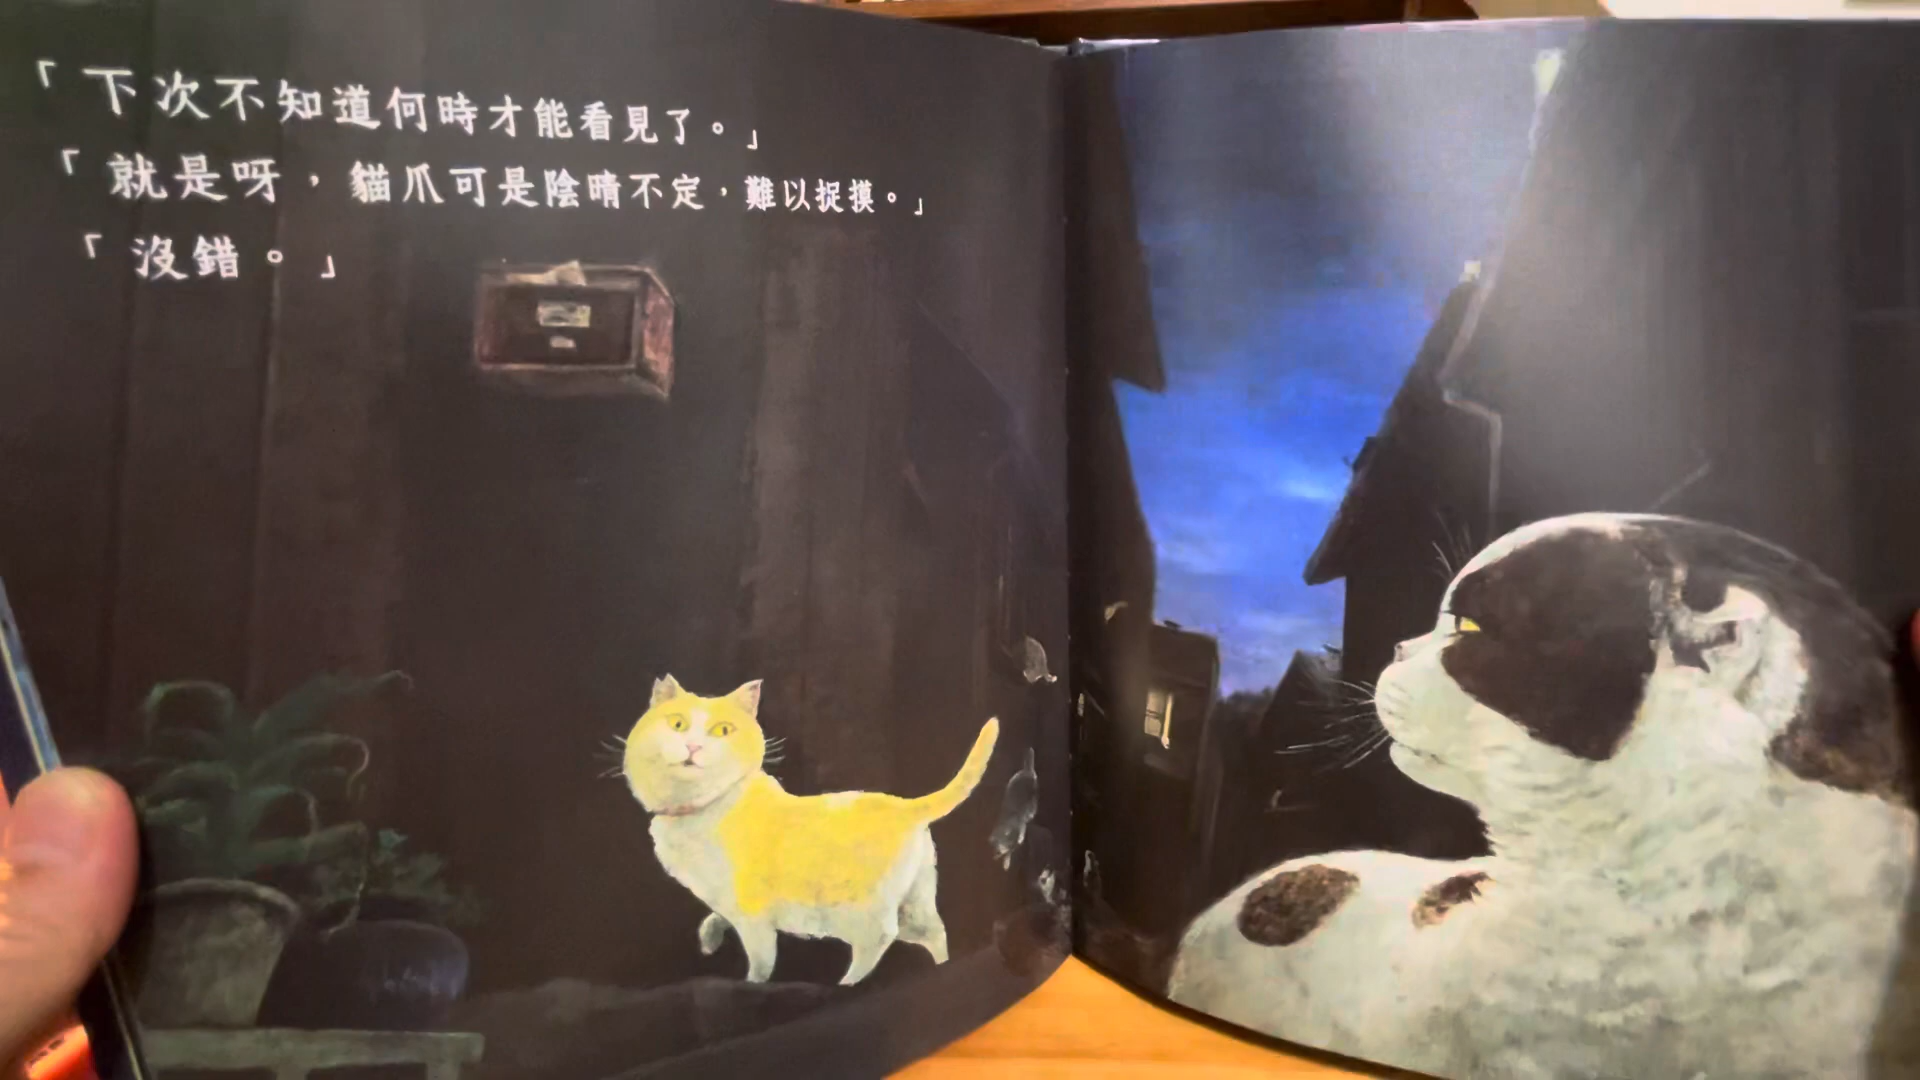 「下次不知道何時才能看見了。」
「就是呀，貓爪可是陰晴不定，難以捉摸。」
「沒錯。」